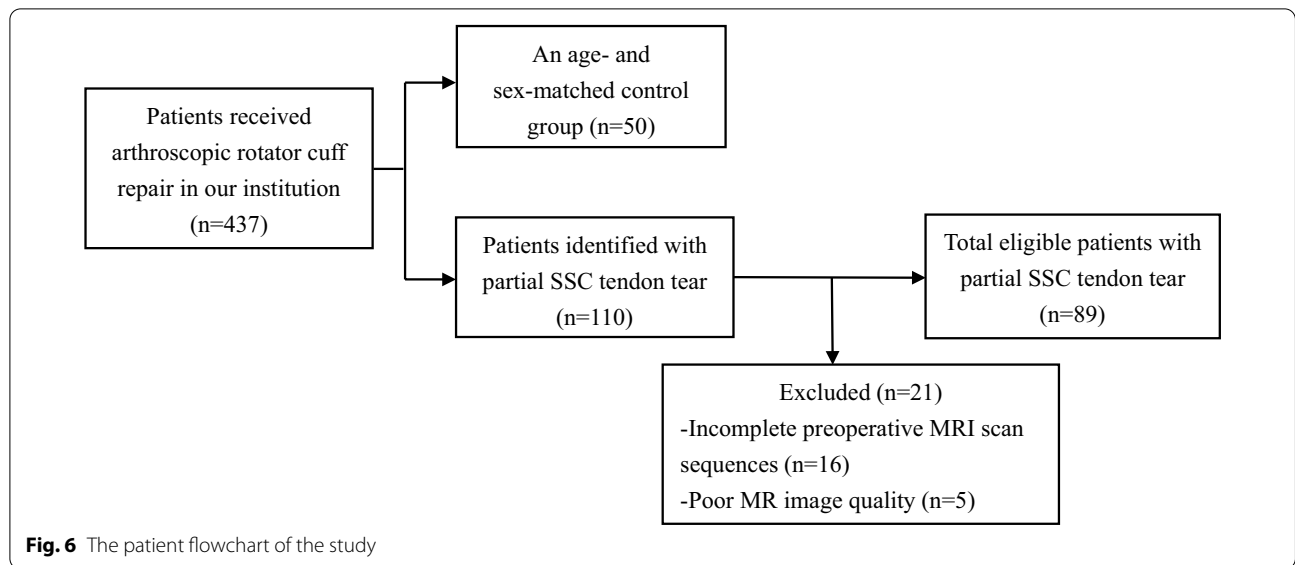 Patients received
arthroscopic rotator cuff
repair in our institution
(n=437)
An age- and
sex-matched control
group (n=50)
Patients identified with
partial SSC tendon tear
(n=110)
Total eligible patients with
partial SSC tendon tear
(n=89)
Excluded (n=21)
-Incomplete preoperative MRI scan
sequences (n=16)
-Poor MR image quality (n=5)
Fig. 6 The patient flowchart of the study